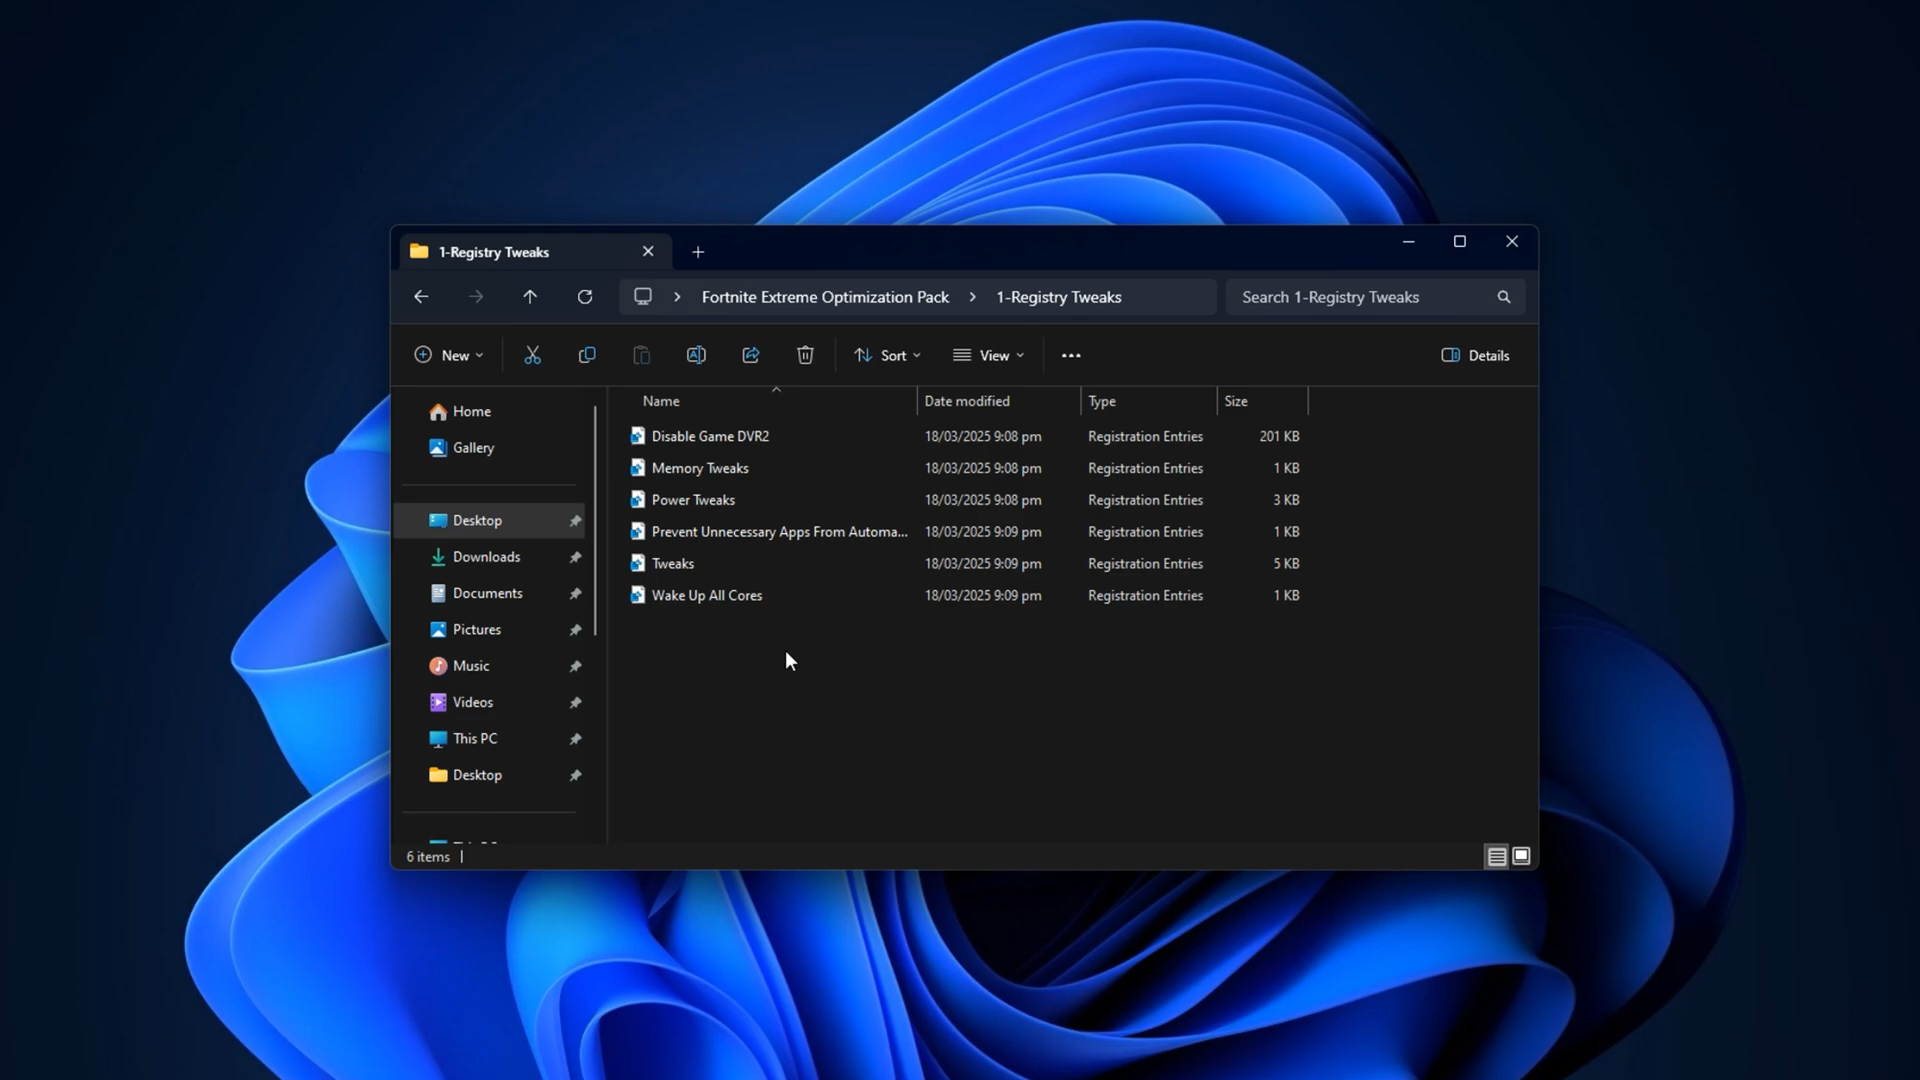 1-Registry Tweaks
Fortnite Extreme Optimization Pack > 1-Registry Tweaks
Search 1-Registry Tweaks
New
Sort
View
Details
Name Date modified Type Size
Disable Game DVR2 18/03/2025 9:08 pm Registration Entries 201 KB
Memory Tweaks 18/03/2025 9:08 pm Registration Entries 1 KB
Power Tweaks 18/03/2025 9:08 pm Registration Entries 3 KB
Prevent Unnecessary Apps From Automa... 18/03/2025 9:09 pm Registration Entries 1 KB
Tweaks 18/03/2025 9:09 pm Registration Entries 5 KB
Wake Up All Cores 18/03/2025 9:09 pm Registration Entries 1 KB
Home
Gallery
Desktop
Downloads
Documents
Pictures
Music
Videos
This PC
Desktop
6 items